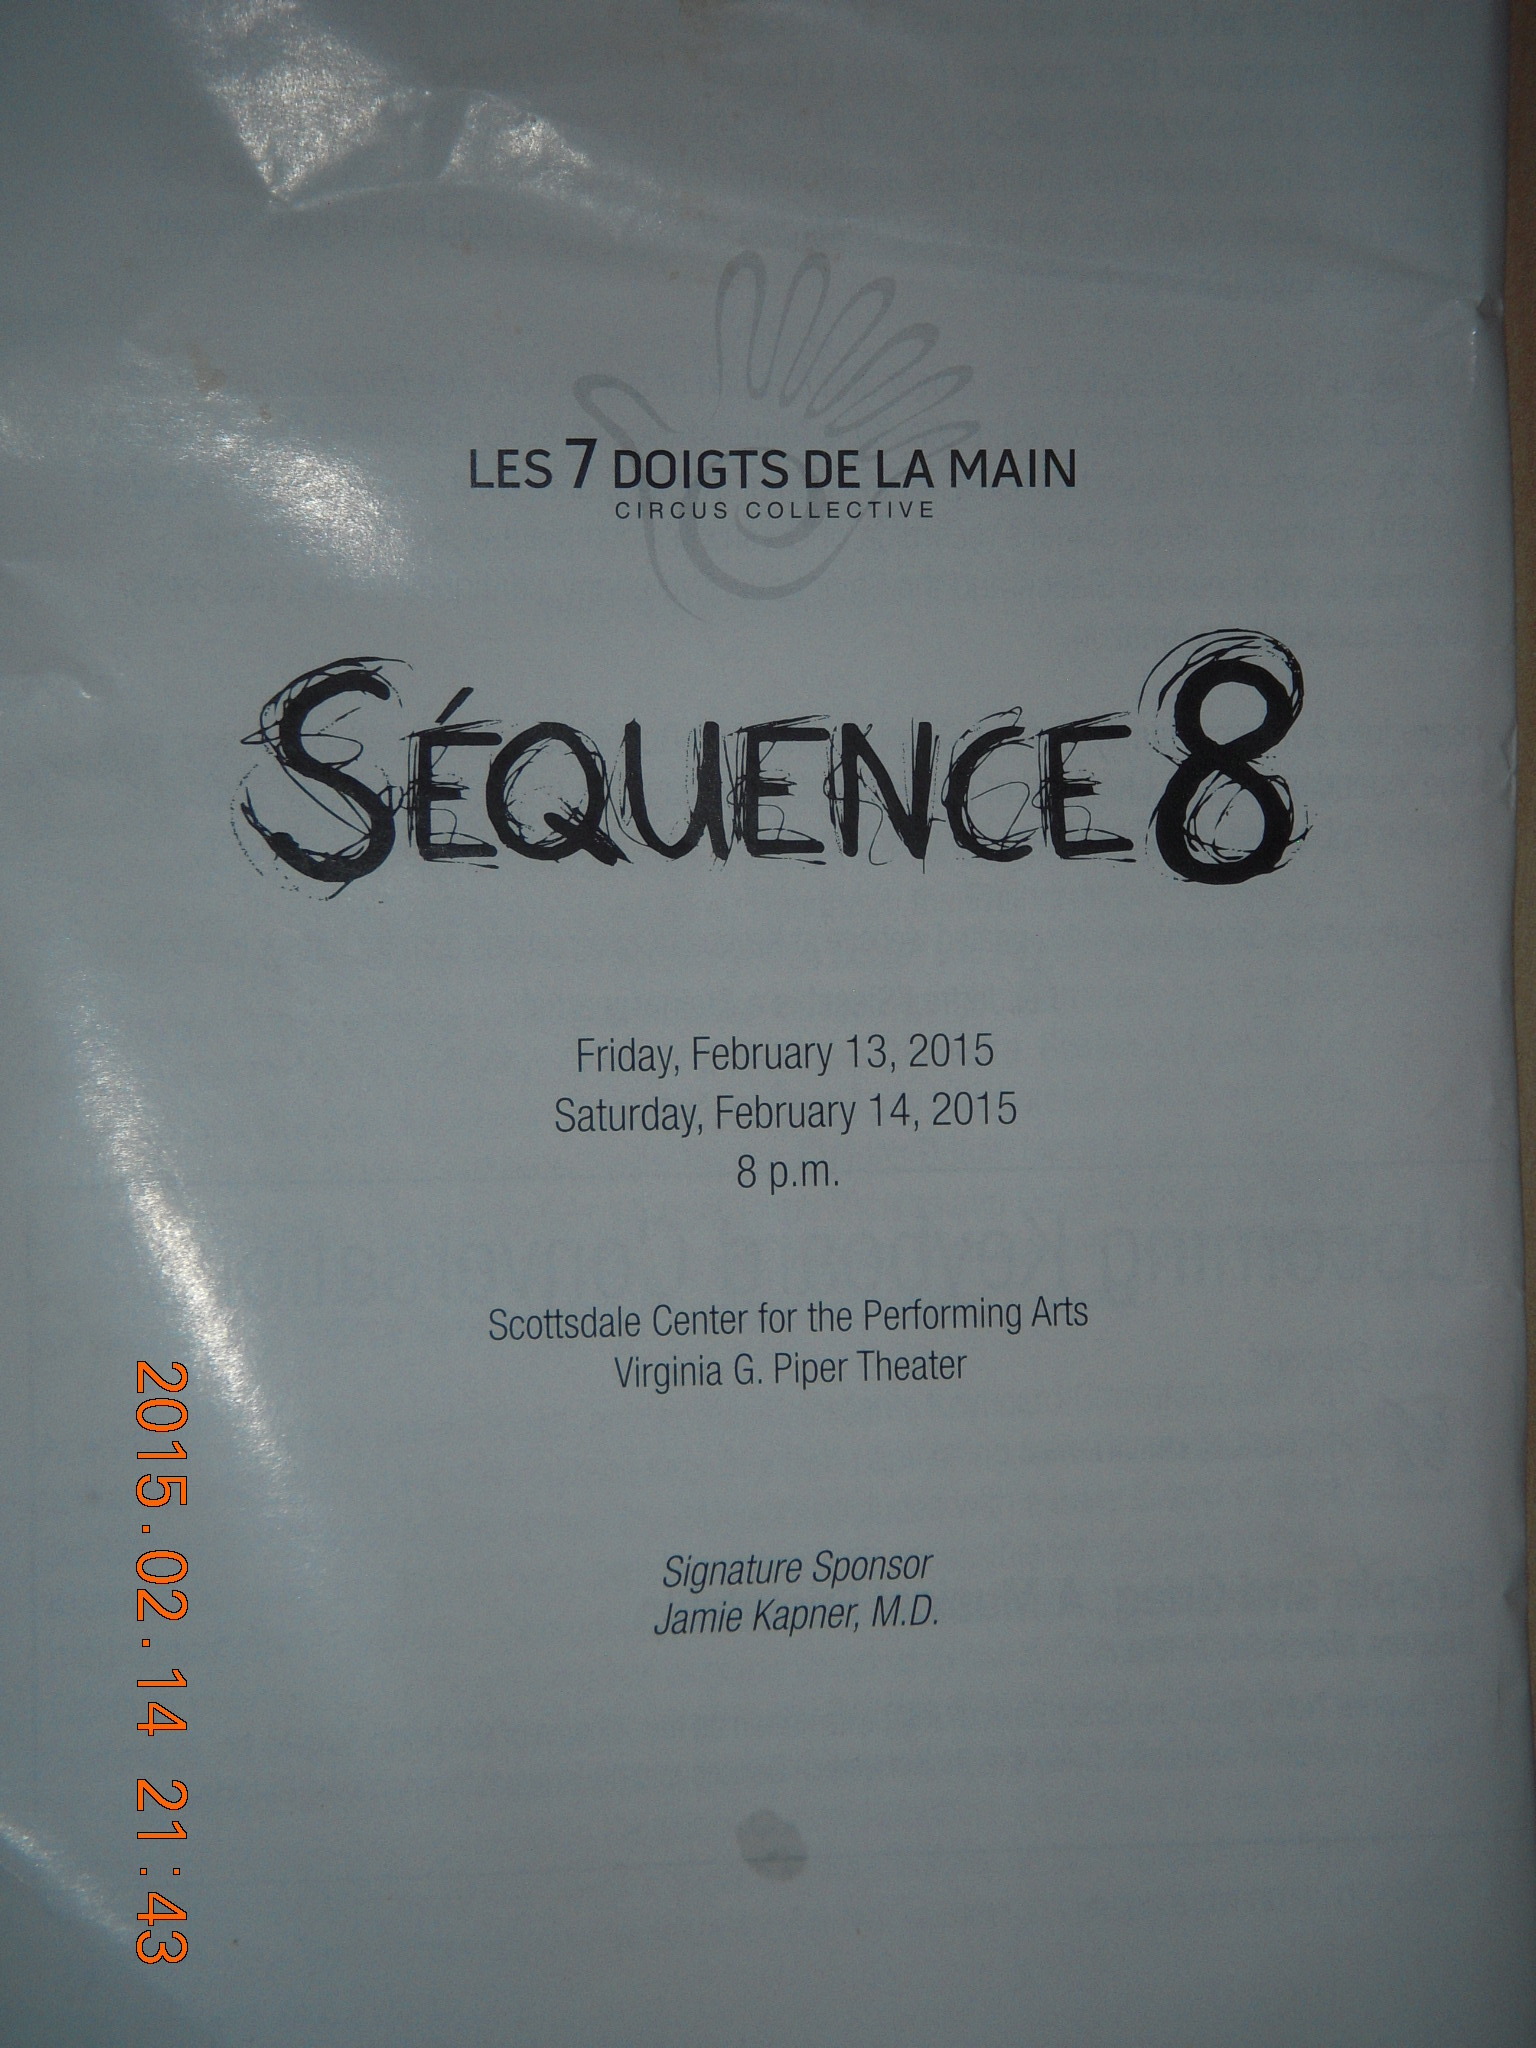 LES 7 DOIGTS DE LA MAIN
CIRCUS COLLECTIVE
SÉQUENCE 8
Friday, February 13, 2015
Saturday, February 14, 2015
8 p.m.
Scottsdale Center for the Performing Arts
Virginia G. Piper Theater
Signature Sponsor
Jamie Kapner, M.D.
2015.02.14 21:43